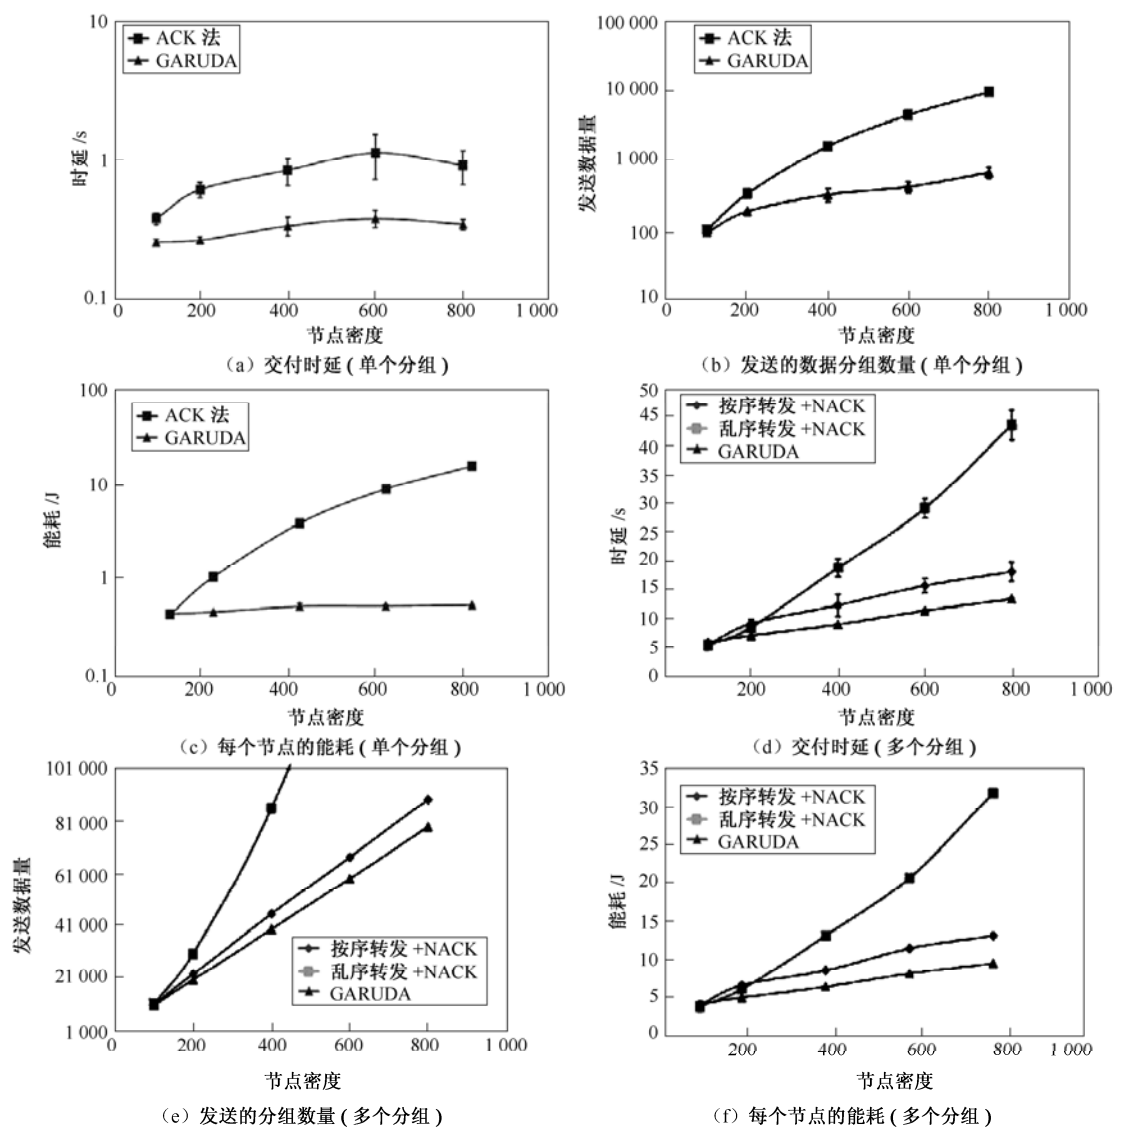 10
ACK 法
GARUDA
时延 /s
1
0.1
0
200
400
600
800
1 000
节点密度
（a）交付时延 ( 单个分组 )
100 000
ACK 法
GARUDA
10 000
发送数据量
1 000
100
10
0
200
400
600
800
1 000
节点密度
（b）发送的数据分组数量 ( 单个分组 )
100
ACK 法
GARUDA
10
能耗 /J
1
0.1
0
200
400
600
800
1 000
节点密度
（c）每个节点的能耗 ( 单个分组 )
50
按序转发 +NACK
乱序转发 +NACK
GARUDA
45
40
35
30
时延 /s
25
20
15
10
5
0
200
400
600
800
1 000
节点密度
（d）交付时延 ( 多个分组 )
101 000
81 000
61 000
发送数据量
41 000
21 000
1 000
按序转发 +NACK
乱序转发 +NACK
GARUDA
0
200
400
600
800
1 000
节点密度
（e）发送的分组数量 ( 多个分组 )
35
按序转发 +NACK
乱序转发 +NACK
GARUDA
30
25
20
能耗 /J
15
10
5
0
200
400
600
800
1 000
节点密度
（f）每个节点的能耗 ( 多个分组 )